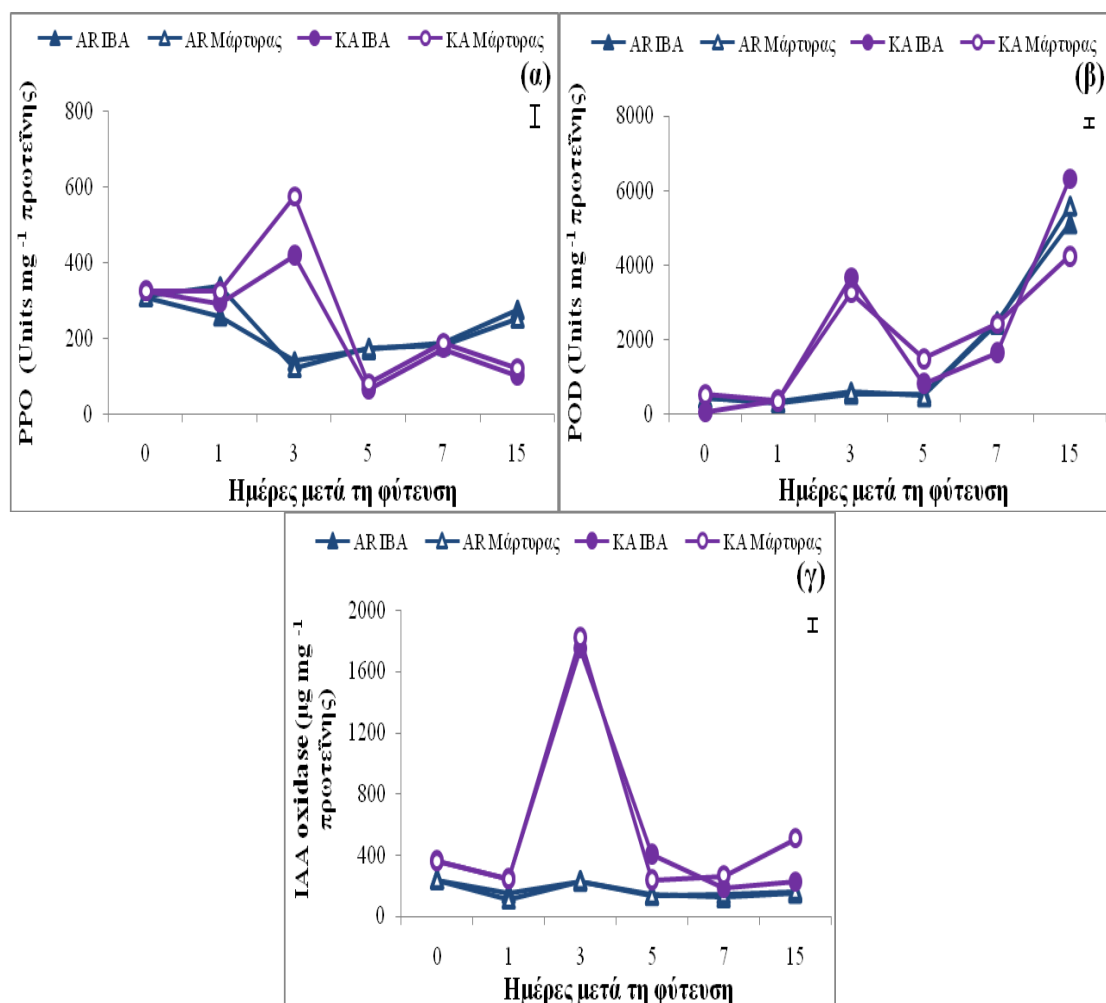 AR IBA AR Μάρτυρας KA IBA KA Μάρτυρας
(α)
PPO (Units mg -1 πρωτεΐνης)
800
600
400
200
0
0 1 3 5 7 15
Ημέρες μετά τη φύτευση
AR IBA AR Μάρτυρας KA IBA KA Μάρτυρας
(β)
POD (Units mg -1 πρωτεΐνης)
8000
6000
4000
2000
0
0 1 3 5 7 15
Ημέρες μετά τη φύτευση
AR IBA AR Μάρτυρας KA IBA KA Μάρτυρας
(γ)
IAA oxidase (μg mg -1
πρωτεΐνης)
2000
1600
1200
800
400
0
0 1 3 5 7 15
Ημέρες μετά τη φύτευση